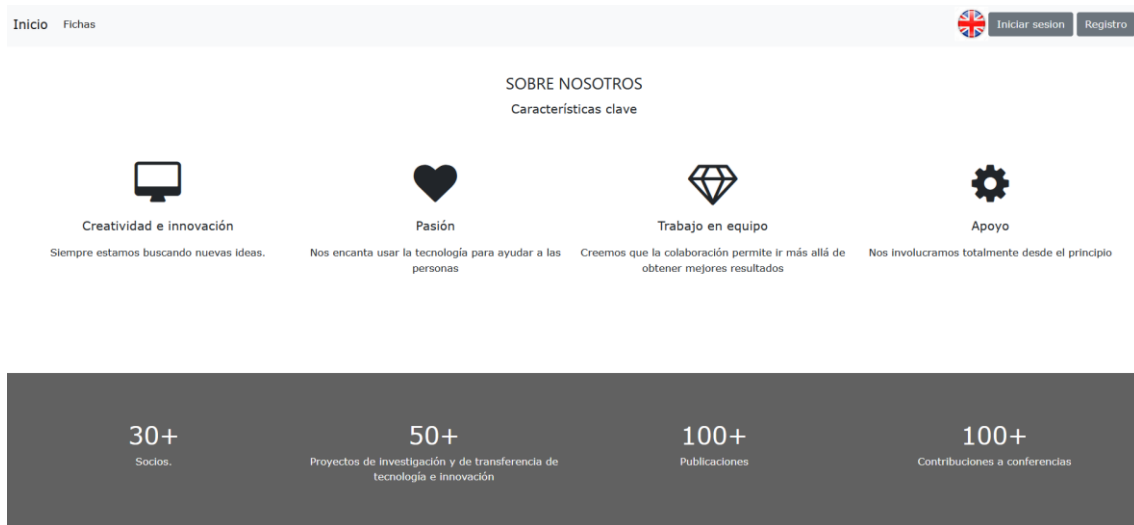 Inicio Fichas Iniciar sesion Registro
SOBRE NOSOTROS
Características clave
Creatividad e innovación
Siempre estamos buscando nuevas ideas.
Pasión
Nos encanta usar la tecnología para ayudar a las
personas
Trabajo en equipo
Creemos que la colaboración permite ir más allá de
obtener mejores resultados
Apoyo
Nos involucramos totalmente desde el principio
30+
Socios.
50+
Proyectos de investigación y de transferencia de
tecnología e innovación
100+
Publicaciones
100+
Contribuciones a conferencias